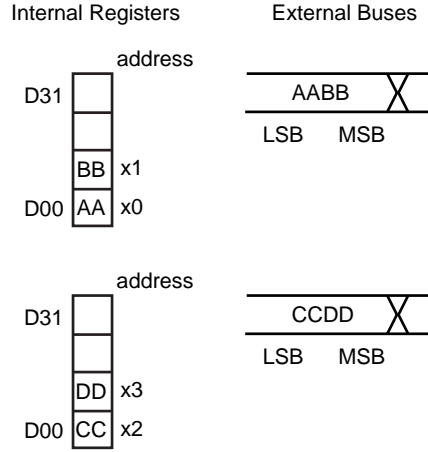 Internal Registers External Buses
address
D31 AABB
LSB MSB
BB x1
D00 AA x0
address
D31 CCDD
LSB MSB
DD x3
D00 CC x2